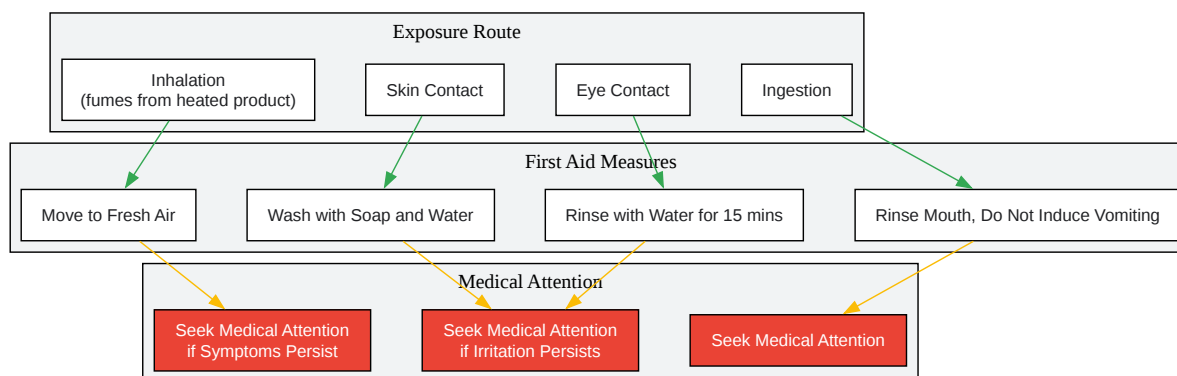 Exposure Route
Inhalation
(fumes from heated product)
Skin Contact
Eye Contact
Ingestion
First Aid Measures
Move to Fresh Air
Wash with Soap and Water
Rinse with Water for 15 mins
Rinse Mouth, Do Not Induce Vomiting
Medical Attention
Seek Medical Attention
if Symptoms Persist
Seek Medical Attention
if Irritation Persists
Seek Medical Attention